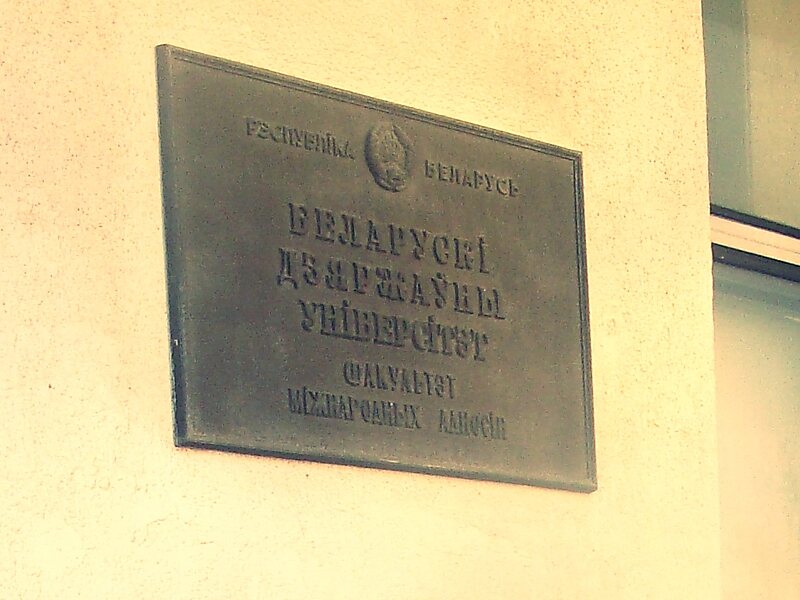 РЭСПУБЛІКА БЕЛАРУСЬ
БЕЛАРУСКІ
ДЗЯРЖАЎНЫ
УНІВЕРСІТЭТ
ФАКУЛЬТЭТ
МІЖНАРОДНЫХ АДНОСІН